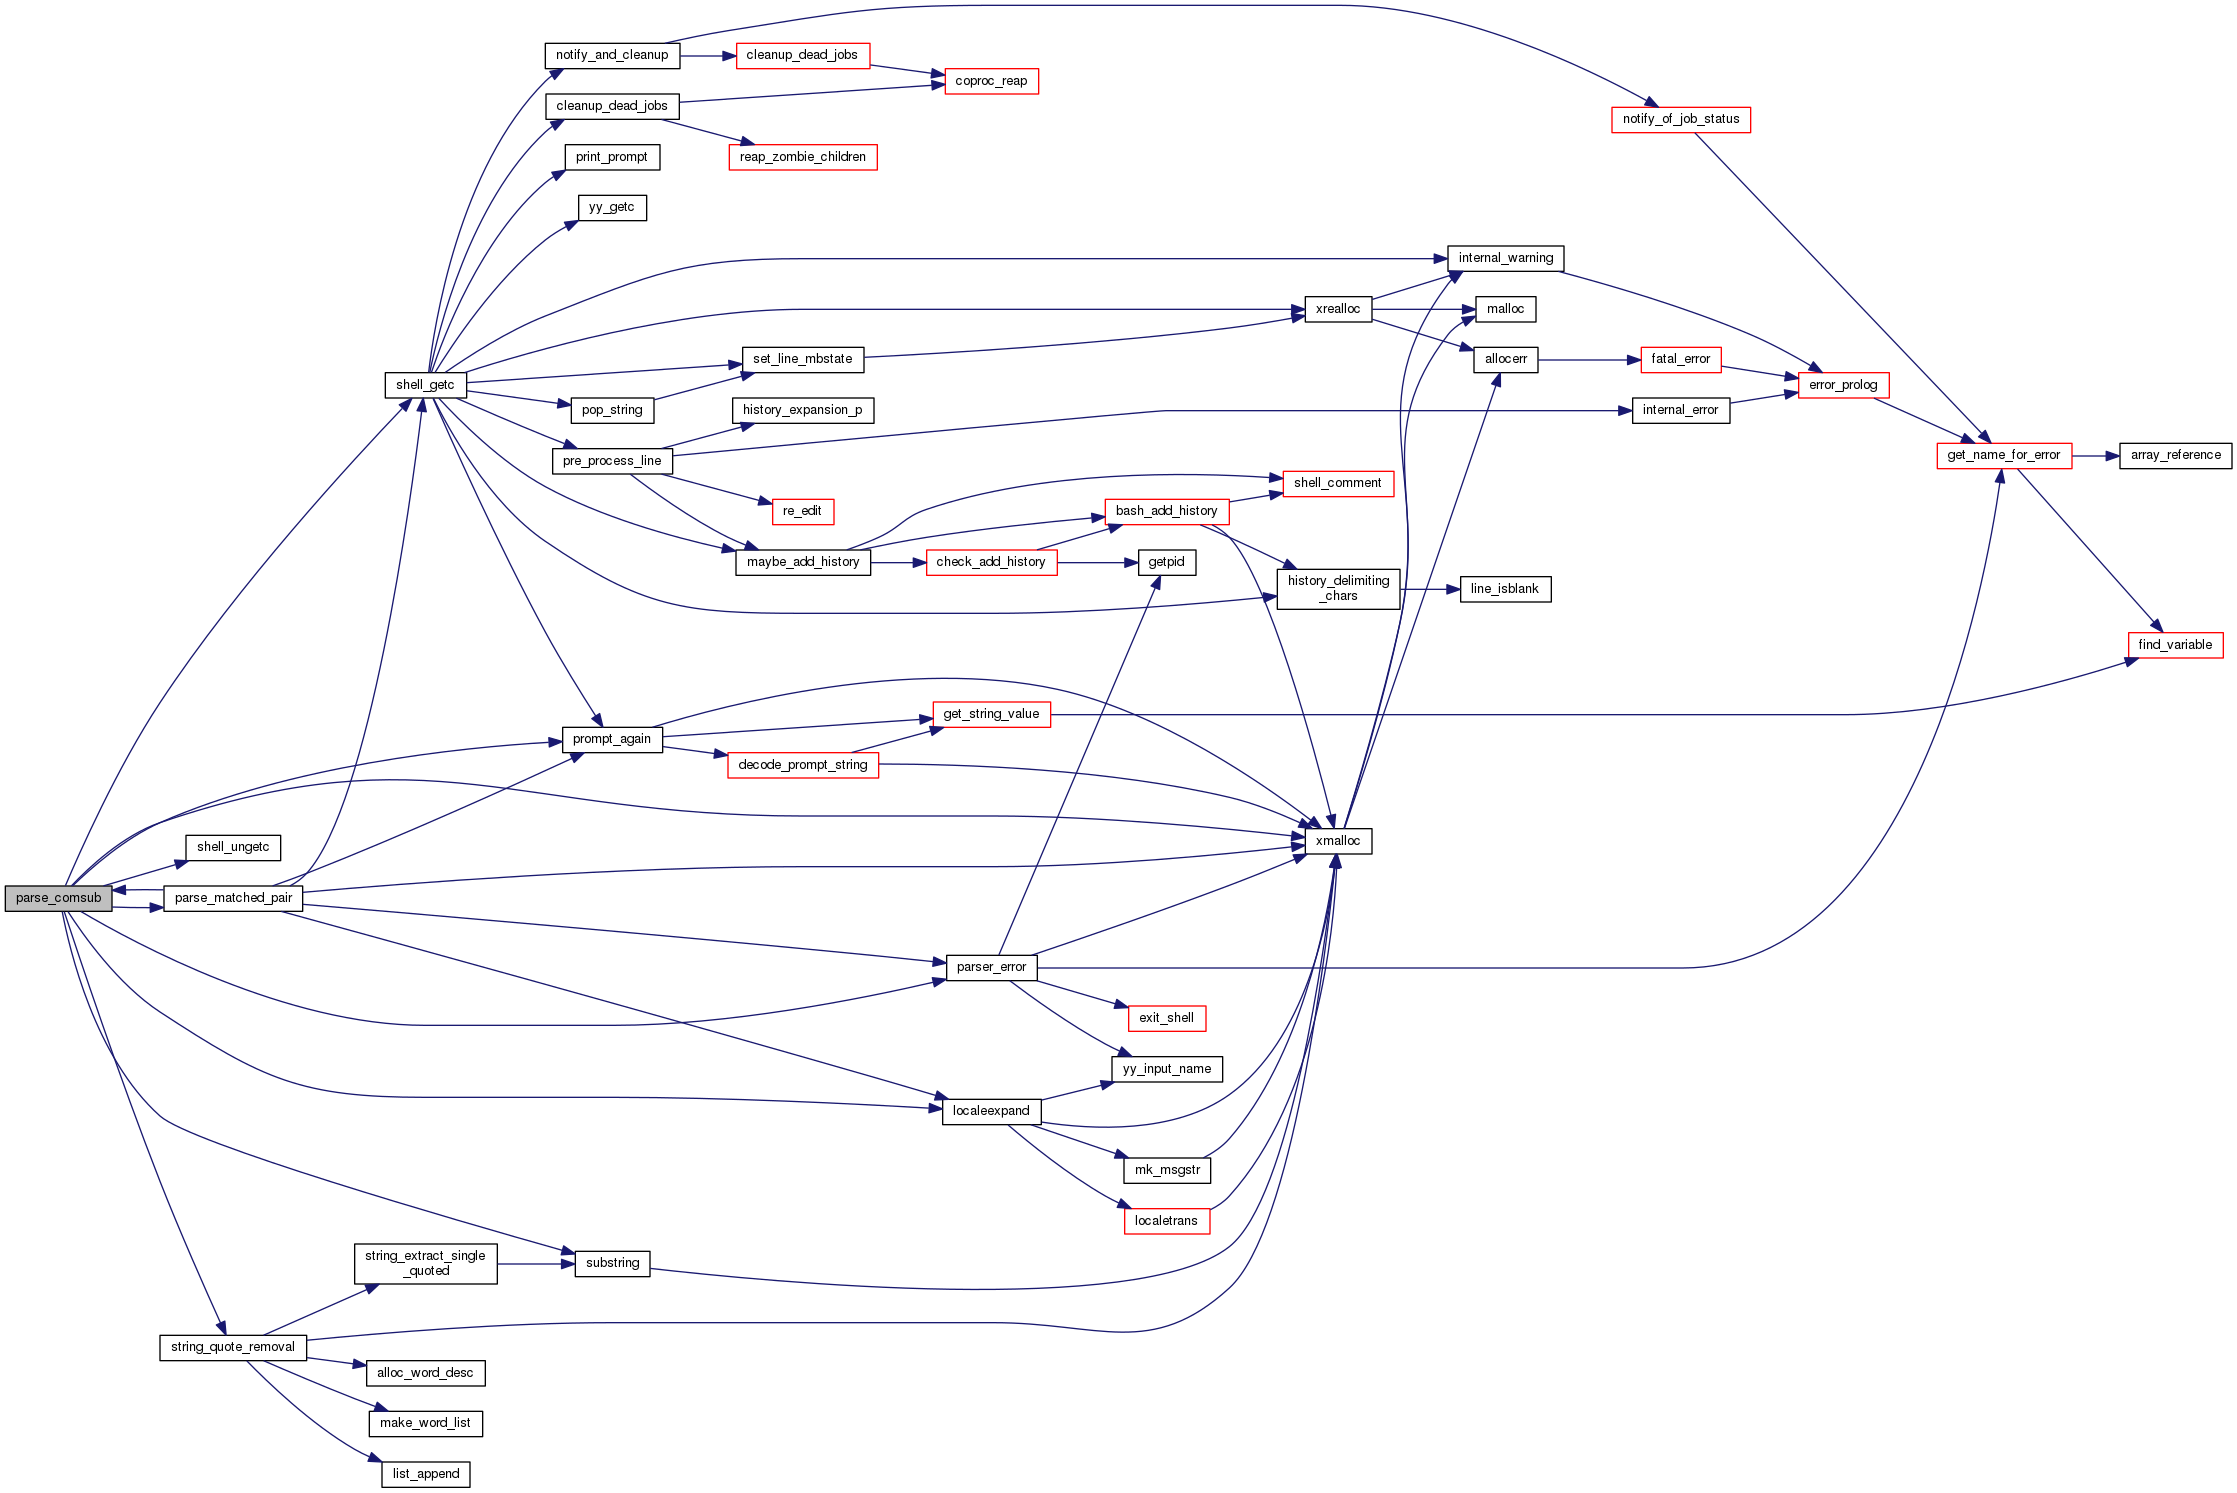 notify_and_cleanup
cleanup_dead_jobs
coproc_reap
cleanup_dead_jobs
notify_of_job_status
print_prompt
reap_zombie_children
yy_getc
internal_warning
xrealloc
malloc
set_line_mbstate
allocerr
fatal_error
shell_getc
error_prolog
pop_string
history_expansion_p
internal_error
pre_process_line
get_name_for_error
array_reference
shell_comment
re_edit
bash_add_history
maybe_add_history
check_add_history
getpid
history_delimiting
_chars
line_isblank
find_variable
get_string_value
prompt_again
decode_prompt_string
xmalloc
shell_ungetc
parse_comsub
parse_matched_pair
parser_error
exit_shell
yy_input_name
localeexpand
mk_msgstr
localetrans
string_extract_single
_quoted
substring
string_quote_removal
alloc_word_desc
make_word_list
list_append